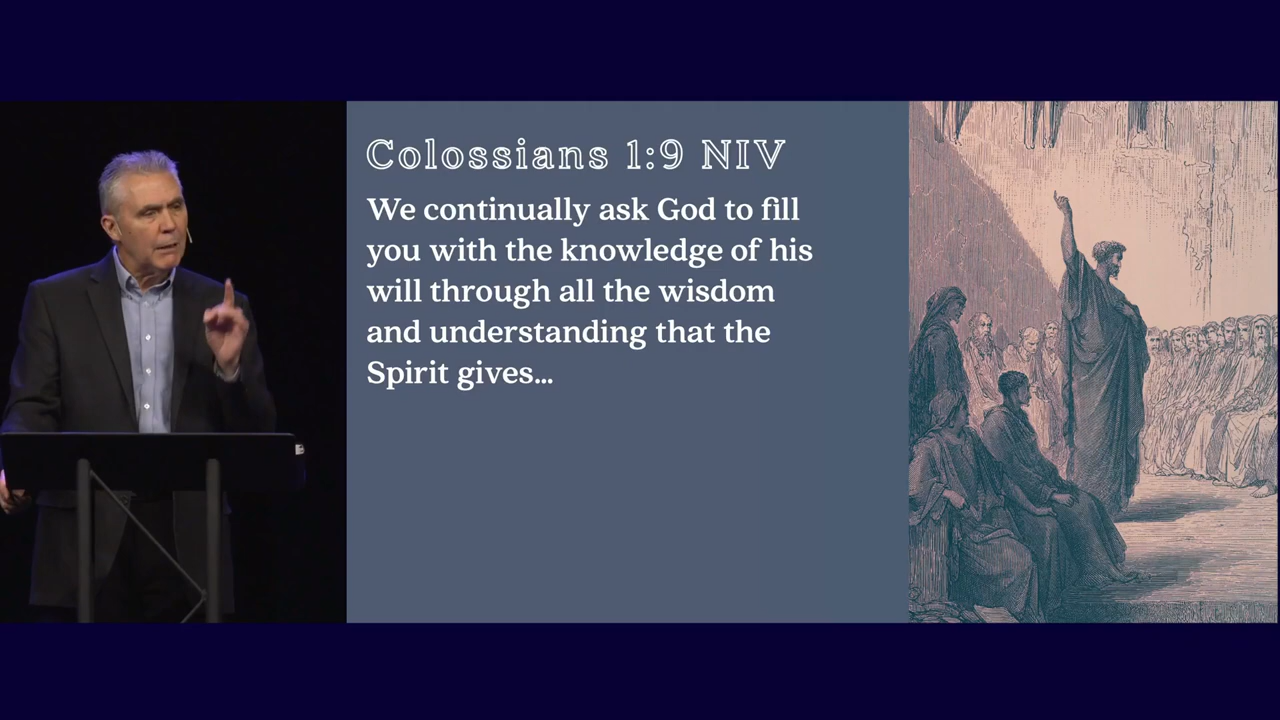 Colossians 1:9 NIV
We continually ask God to fill
you with the knowledge of his
will through all the wisdom
and understanding that the
Spirit gives...